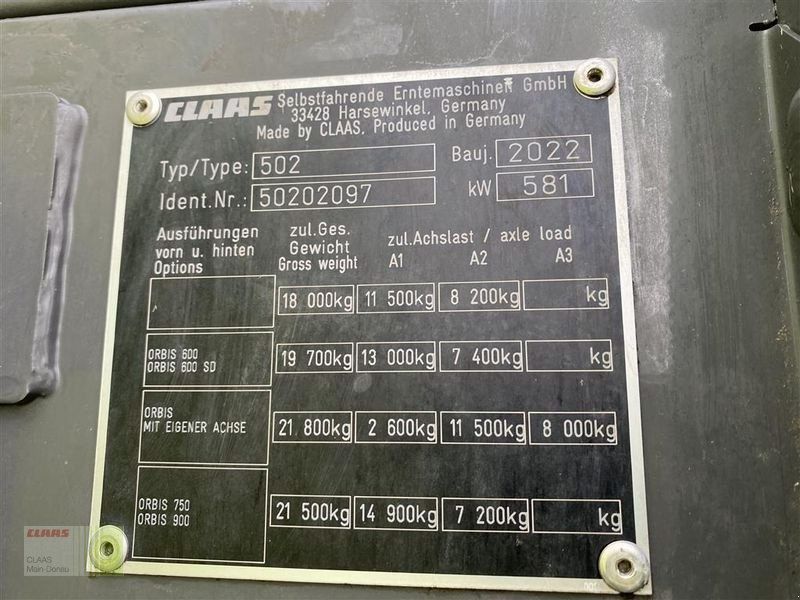 CLAAS Selbstfahrende Erntemaschinen GmbH
33428 Harsewinkel, Germany
Made by CLAAS, Produced in Germany
Typ/Type: 502 Bauj. 2022
Ident.Nr.: 50202097 kW 581
Ausführungen vorn u. hinten Options
zul.Ges. Gewicht Gross weight
zul.Achslast / axle load
A1 A2 A3
18 000kg 11 500kg 8 200kg kg
ORBIS 600
ORBIS 600 SD
19 700kg 13 000kg 7 400kg kg
ORBIS
MIT EIGENER ACHSE
21 800kg 2 600kg 11 500kg 8 000kg
ORBIS 750
ORBIS 900
21 500kg 14 900kg 7 200kg kg
CLAAS
CLAAS
Main-Donau